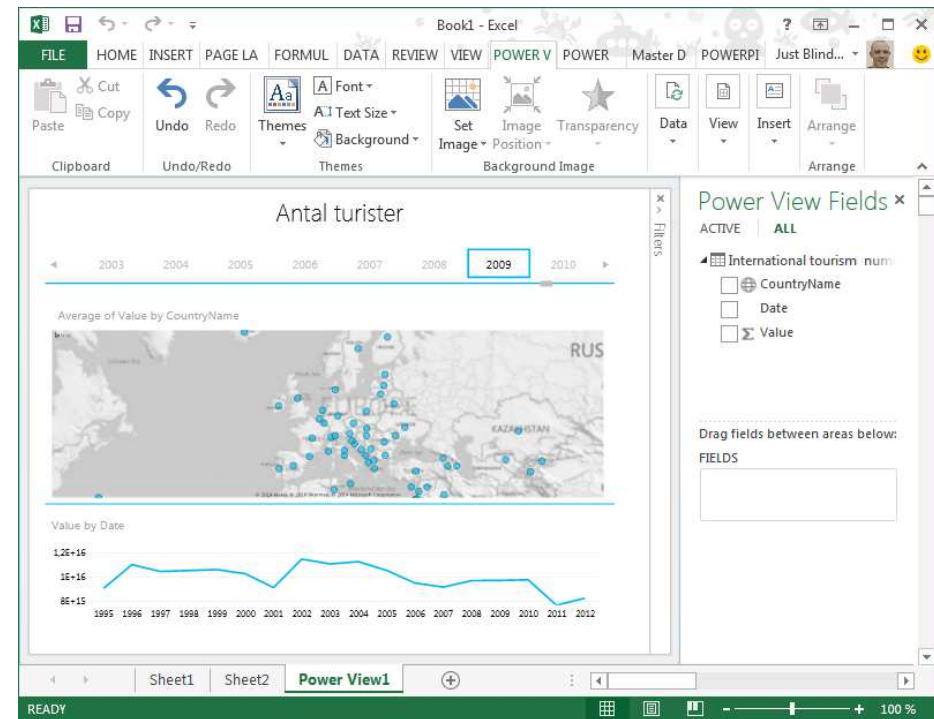 Book1 - Excel
FILE HOME INSERT PAGE LA FORMUL DATA REVIEW VIEW POWER V POWER Master D POWERPI Just Blind...
Cut
Copy
Paste
Undo Redo
Themes
Font
Text Size
Background
Set Image
Image Position
Transparency
Data
View
Insert
Arrange
Clipboard Undo/Redo Themes Background Image Arrange
Antal turister
2003 2004 2005 2006 2007 2008 2009 2010
Average of Value by CountryName
RUS
EUROPE
KAZAKHSTAN
Value by Date
1,2E+16
1E+16
8E+15
1995 1996 1997 1998 1999 2000 2001 2002 2003 2004 2005 2006 2007 2008 2009 2010 2011 2012
Filters
Power View Fields
ACTIVE ALL
International tourism num
CountryName
Date
Value
Drag fields between areas below:
FIELDS
Sheet1 Sheet2 Power View1
READY 100 %